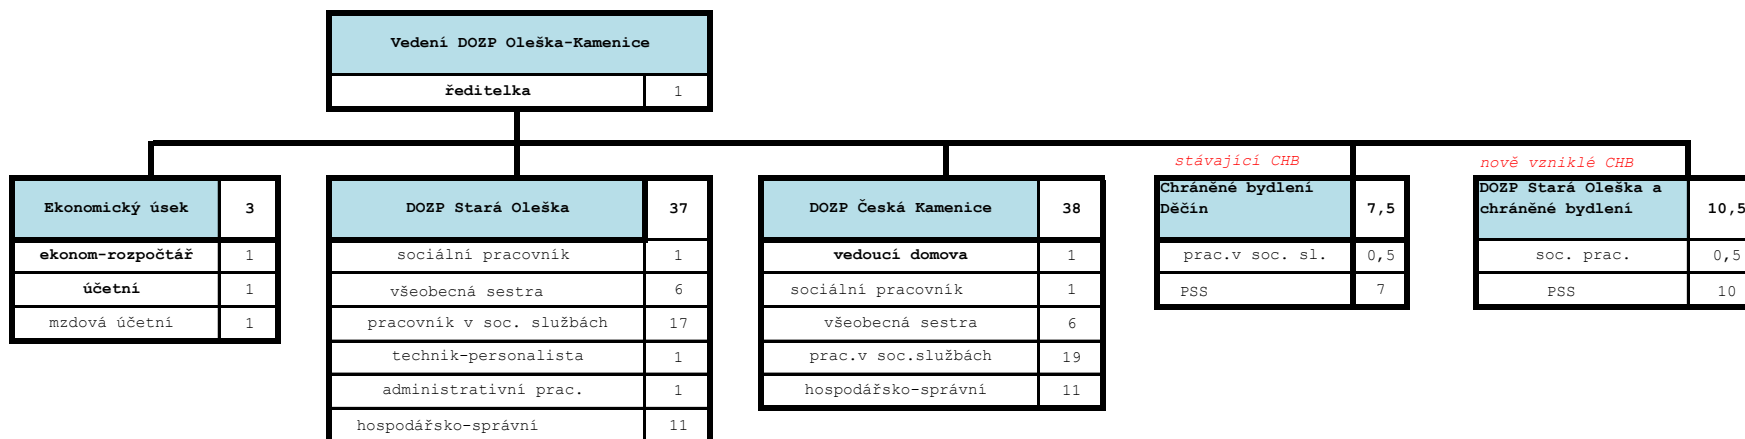 Vedení DOZP Oleška-Kamenice
ředitelka 1
stávající CHB
nově vzniklé CHB
Ekonomický úsek 3
ekonom-rozpočtář 1
účetní 1
mzdová účetní 1
DOZP Stará Oleška 37
sociální pracovník 1
všeobecná sestra 6
pracovník v soc. službách 17
technik-personalista 1
administrativní prac. 1
hospodářsko-správní 11
DOZP Česká Kamenice 38
vedoucí domova 1
sociální pracovník 1
všeobecná sestra 6
prac.v soc.službách 19
hospodářsko-správní 11
Chráněné bydlení
Děčín 7,5
prac.v soc. sl. 0,5
PSS 7
DOZP Stará Oleška a
chráněné bydlení 10,5
soc. prac. 0,5
PSS 10